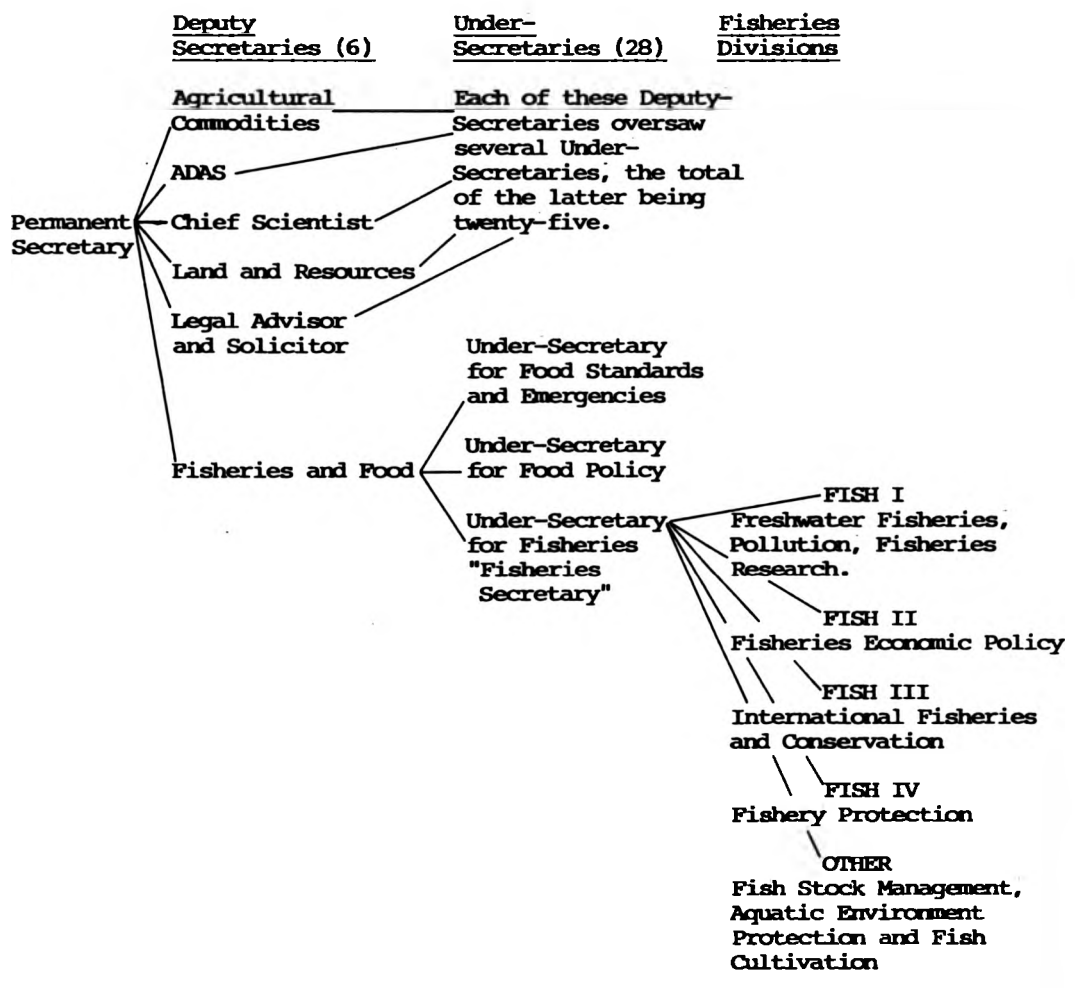 Deputy
Secretaries (6)
Under-
Secretaries (28)
Fisheries
Divisions
Agricultural
Commodities
ADAS
Permanent
Secretary
Chief Scientist
Land and Resources
Legal Advisor
and Solicitor
Fisheries and Food
Each of these Deputy-
Secretaries oversaw
several Under-
Secretaries, the total
of the latter being
twenty-five.
Under-Secretary
for Food Standards
and Emergencies
Under-Secretary
for Food Policy
Under-Secretary
for Fisheries
"Fisheries
Secretary"
FISH I
Freshwater Fisheries,
Pollution, Fisheries
Research.
FISH II
Fisheries Economic Policy
FISH III
International Fisheries
and Conservation
FISH IV
Fishery Protection
OTHER
Fish Stock Management,
Aquatic Environment
Protection and Fish
Cultivation